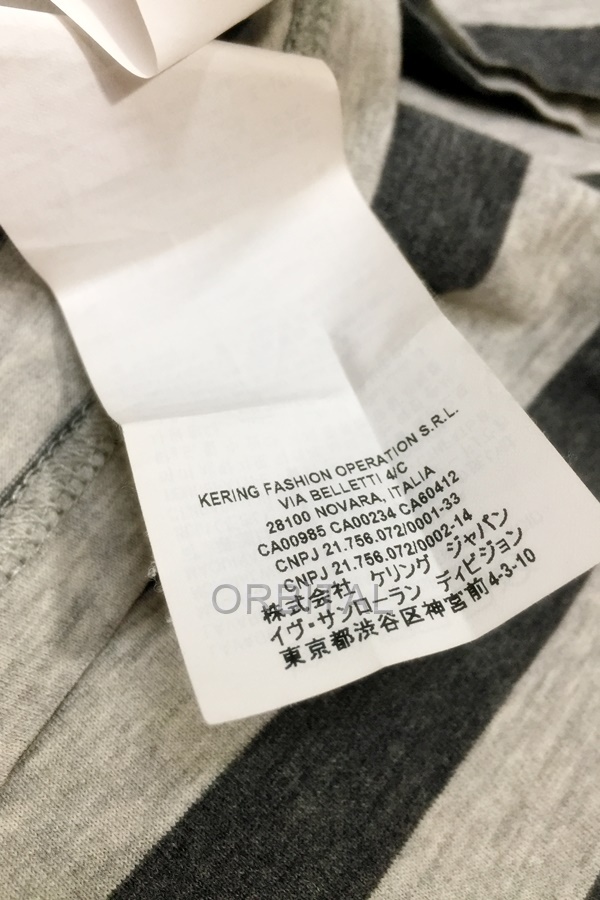 KERING FASHION OPERATION S.R.L.
VIA BELLETTI 4/C
28100 NOVARA, ITALIA
CA00985 CA00234 CA60412
CNPJ 21.756.072/0001-33
CNPJ 21.756.072/0002-14
株式会社 ケリング ジャパン
イヴ・サンローラン ディビジョン
東京都渋谷区神宮前4-3-10
ORBITAL